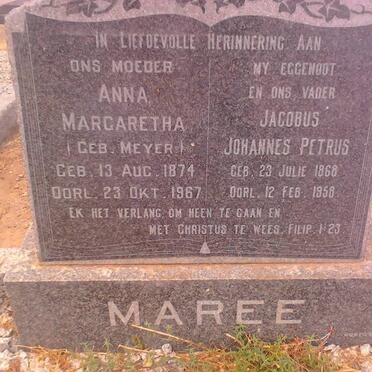 IN LIEFDEVOLLE HERINNERING AAN
ONS MOEDER
ANNA
MARGARETHA
(GEB. MEYER)
GEB. 13 AUG. 1874
OORL. 23 OKT. 1967
MY EGGENOOT
EN ONS VADER
JACOBUS
JOHANNES PETRUS
GEB. 23 JULIE 1868
OORL. 12 FEB. 1958
EK HET VERLANG OM HEEN TE GAAN EN
MET CHRISTUS TE WEES. FILIP. 1:23
MAREE